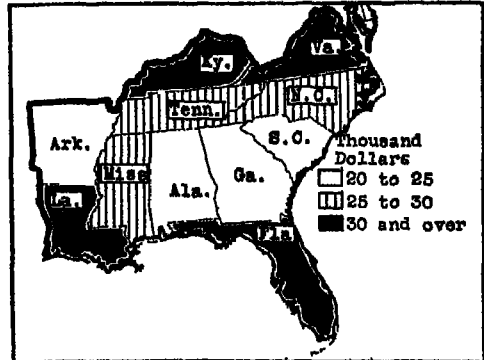 Ky.
Va.
Tenn.
N.C.
Ark.
S.C.
Thousand
Dollars
20 to 25
La.
Miss
Ala.
Ga.
25 to 30
Fla
30 and over